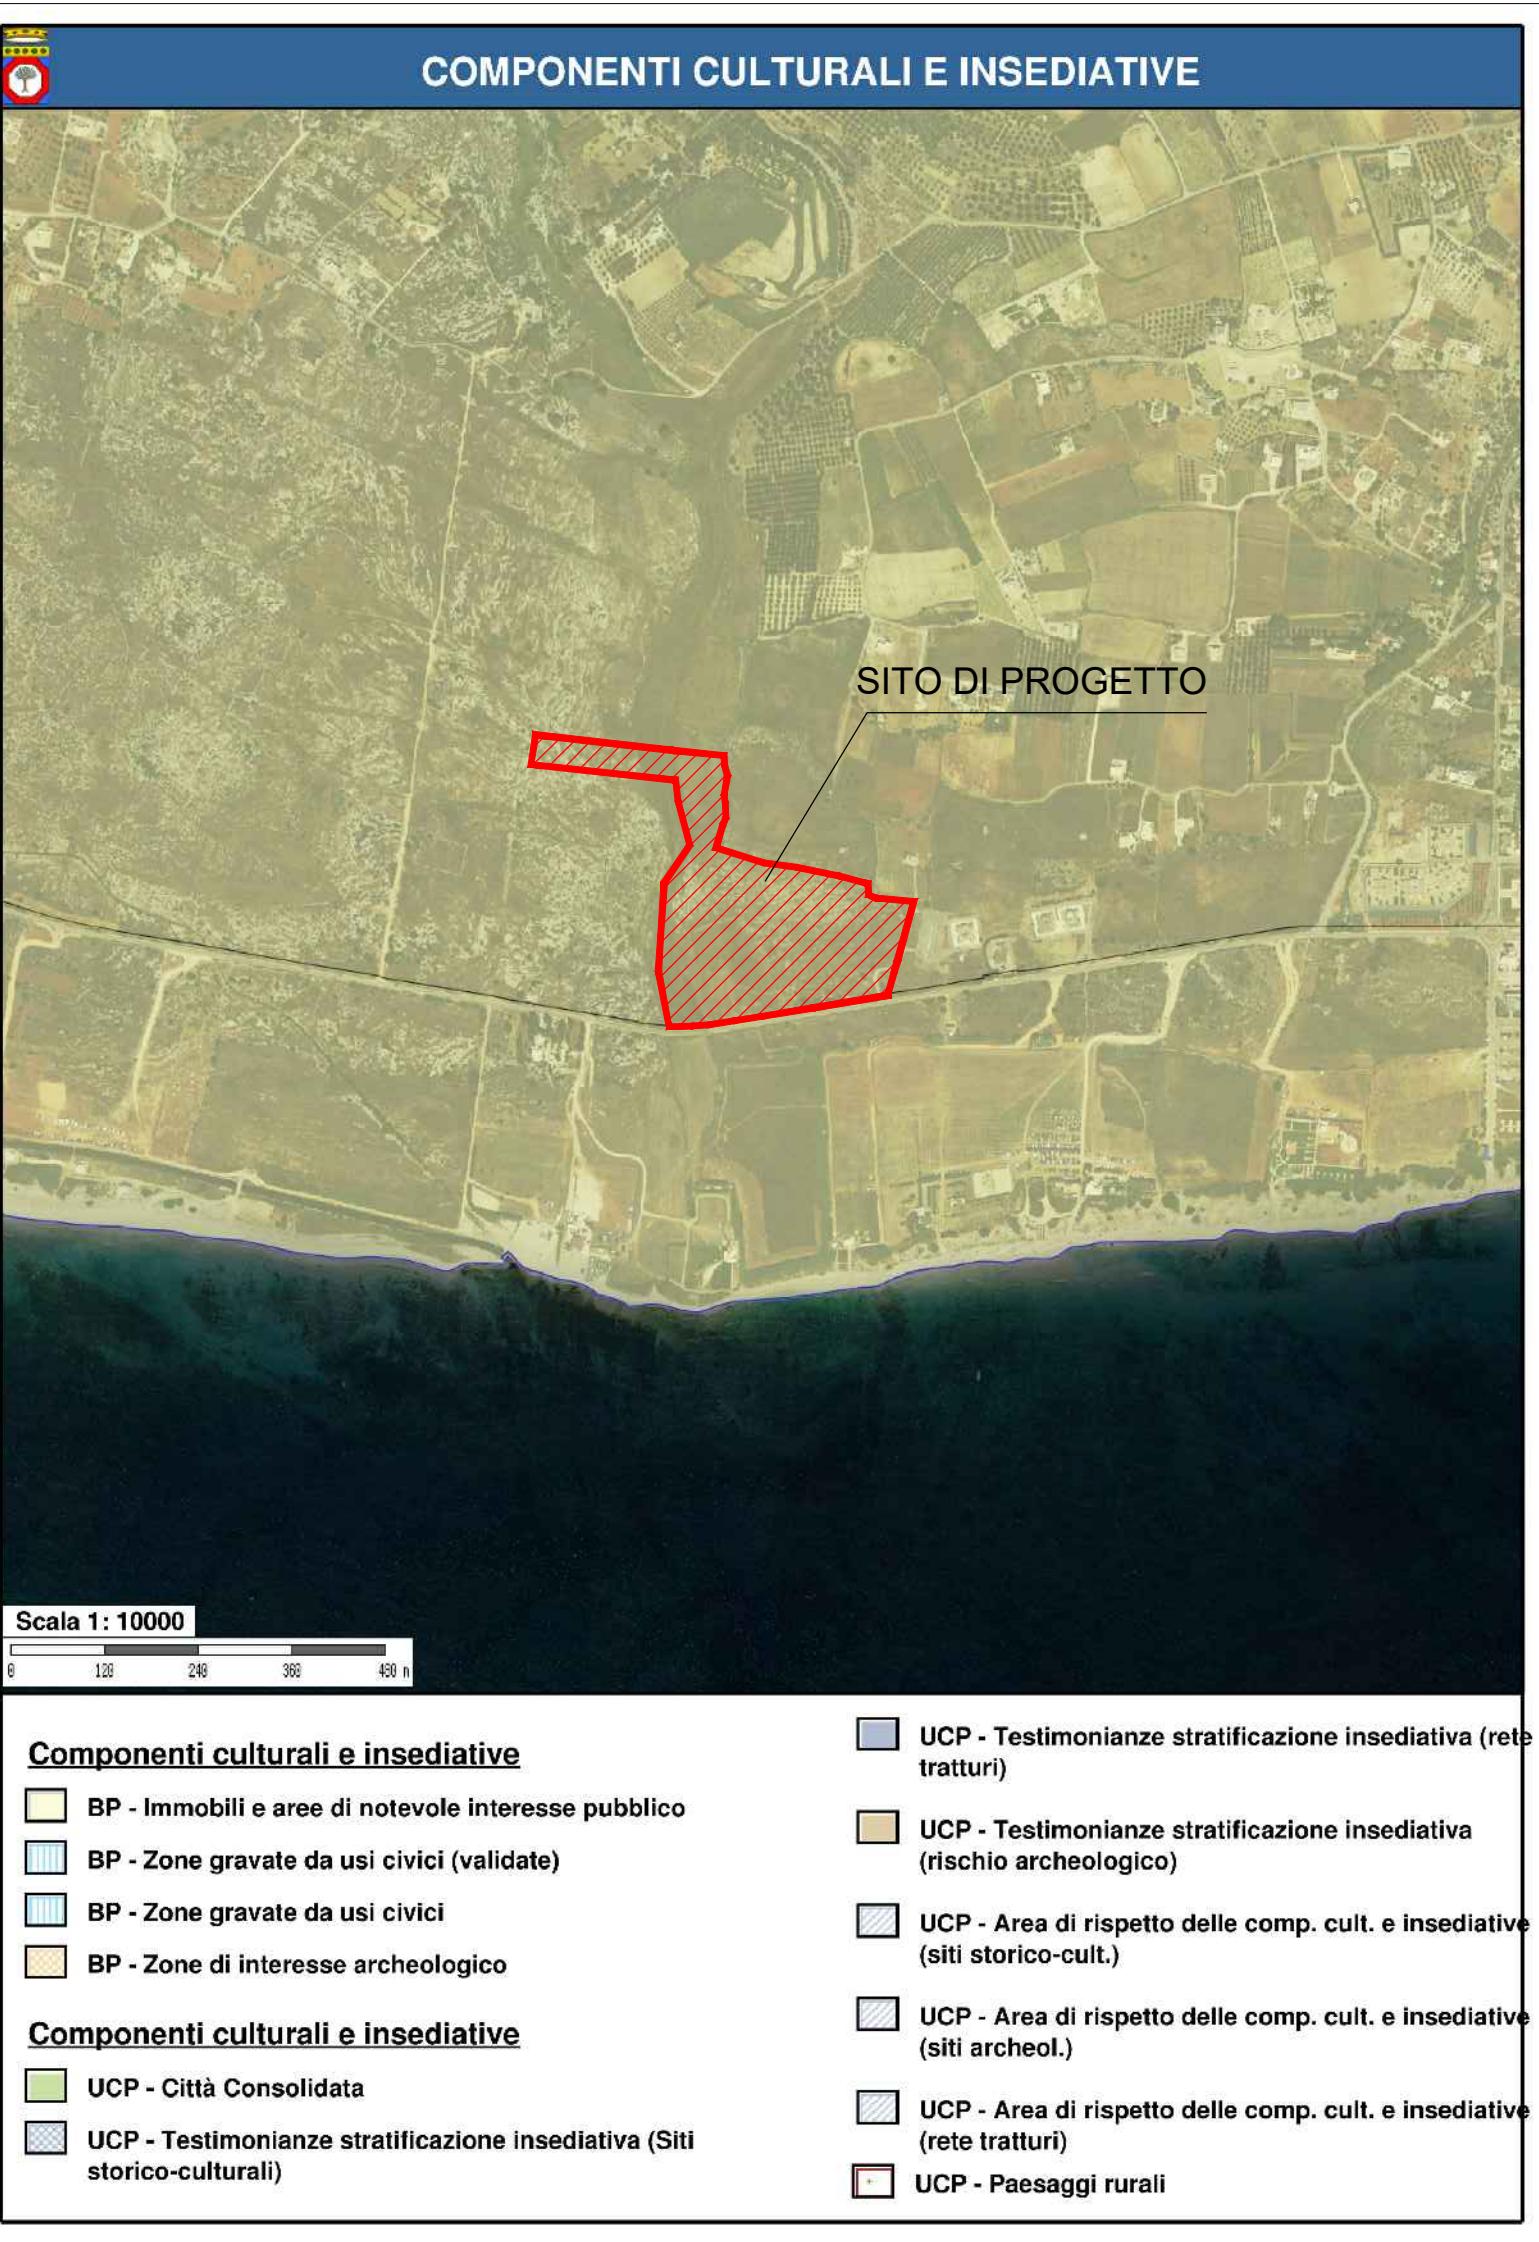 COMPONENTI CULTURALI E INSEDIATIVE
SITO DI PROGETTO
Scala 1: 10000
0 120 240 360 480 m
Componenti culturali e insediative
BP - Immobili e aree di notevole interesse pubblico
BP - Zone gravate da usi civici (validate)
BP - Zone gravate da usi civici
BP - Zone di interesse archeologico
Componenti culturali e insediative
UCP - Città Consolidata
UCP - Testimonianze stratificazione insediativa (Siti
storico-culturali)
UCP - Testimonianze stratificazione insediativa (rete
tratturi)
UCP - Testimonianze stratificazione insediativa
(rischio archeologico)
UCP - Area di rispetto delle comp. cult. e insediative
(siti storico-cult.)
UCP - Area di rispetto delle comp. cult. e insediative
(siti archeol.)
UCP - Area di rispetto delle comp. cult. e insediative
(rete tratturi)
UCP - Paesaggi rurali